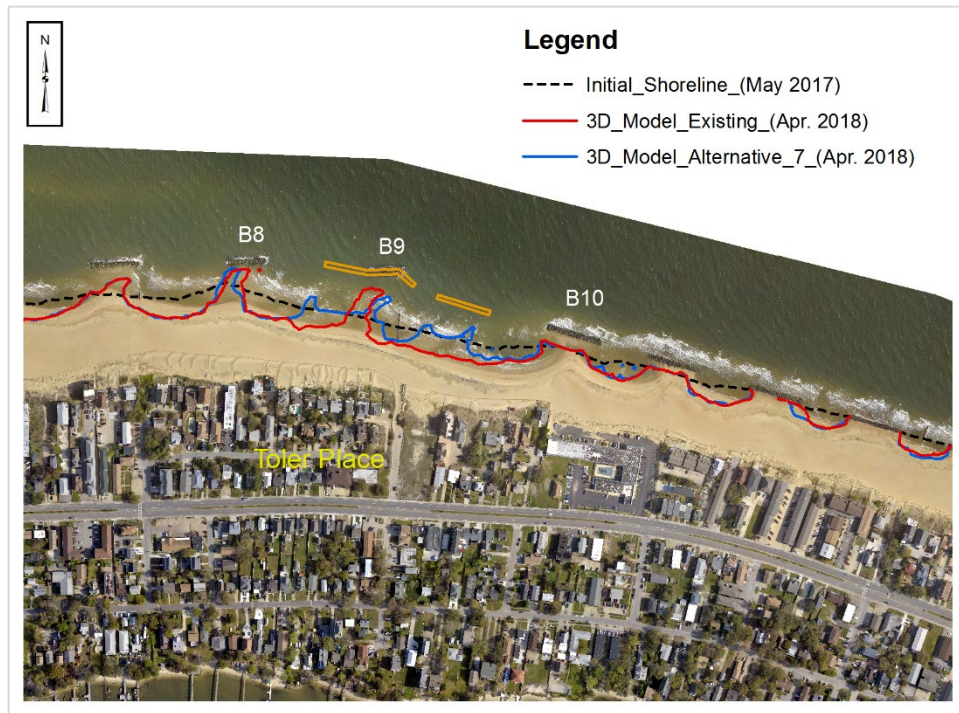 N
Legend
Initial_Shoreline_(May 2017)
3D_Model_Existing_(Apr. 2018)
3D_Model_Alternative_7_(Apr. 2018)
B8
B9
B10
Toler Place